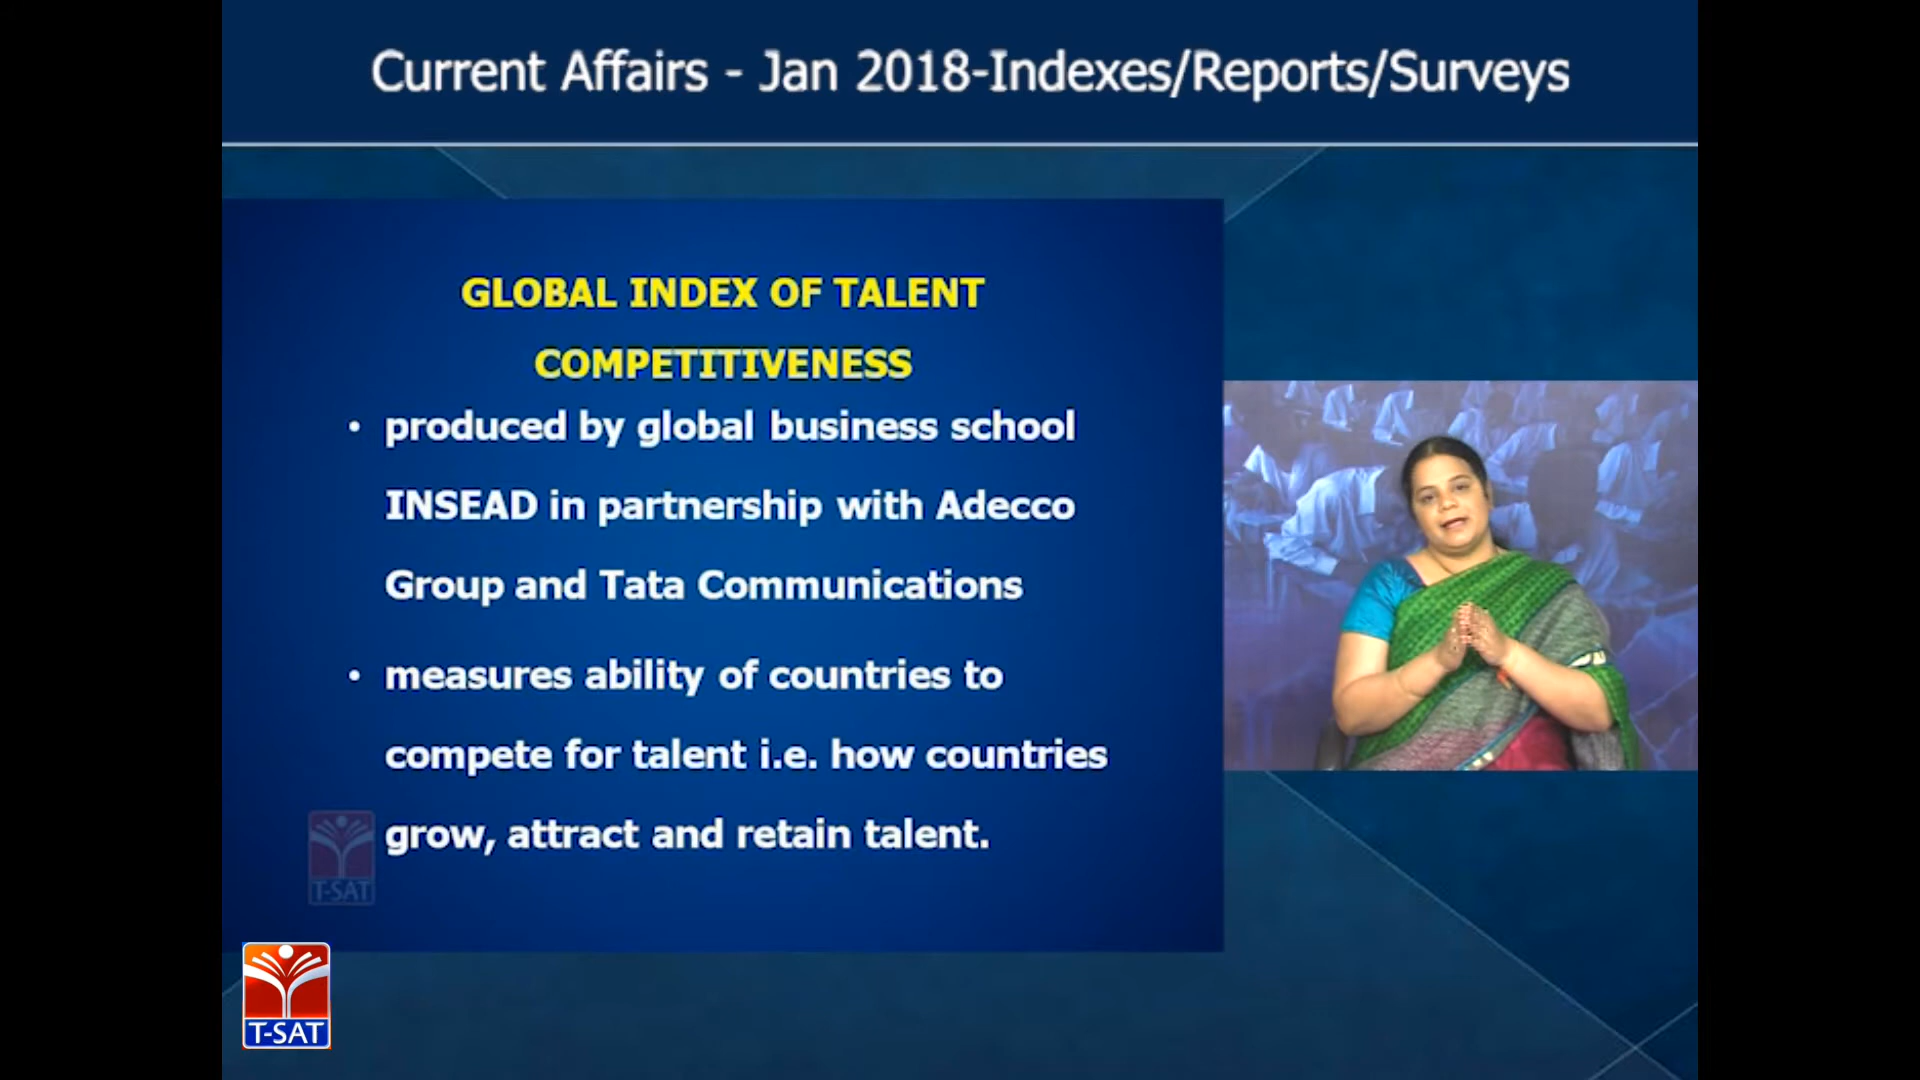 Current Affairs - Jan 2018-Indexes/Reports/Surveys
GLOBAL INDEX OF TALENT
COMPETITIVENESS
• produced by global business school
INSEAD in partnership with Adecco
Group and Tata Communications
• measures ability of countries to
compete for talent i.e. how countries
grow, attract and retain talent.
T-SAT
T-SAT